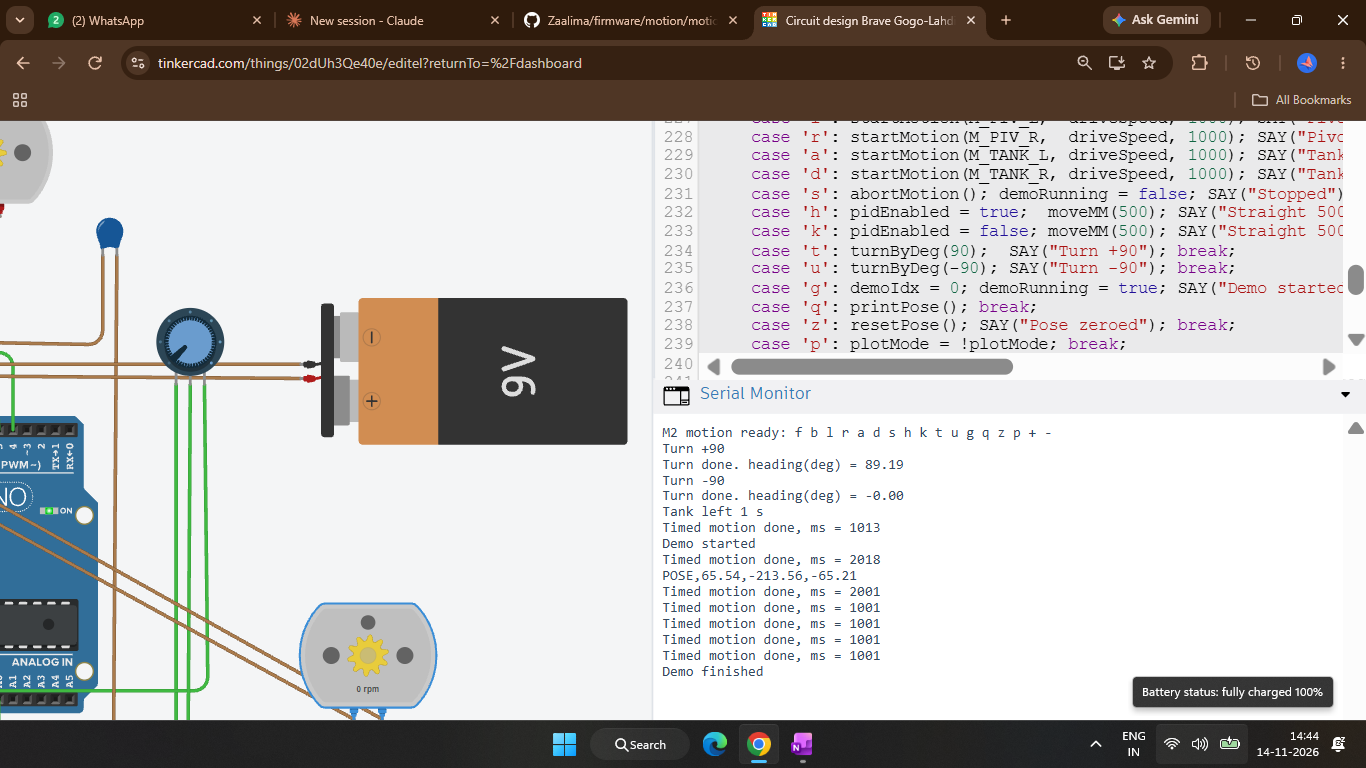 2 (2) WhatsApp
New session - Claude
Zaalima/firmware/motion/motio
Circuit design Brave Gogo-Lahd
Ask Gemini
tinkercad.com/things/02dUh3Qe40e/editel?returnTo=%2Fdashboard
All Bookmarks
228 case 'r': startMotion(M_PIV_R, driveSpeed, 1000); SAY("Pivo
229 case 'a': startMotion(M_TANK_L, driveSpeed, 1000); SAY("Tank
230 case 'd': startMotion(M_TANK_R, driveSpeed, 1000); SAY("Tank
231 case 's': abortMotion(); demoRunning = false; SAY("Stopped")
232 case 'h': pidEnabled = true; moveMM(500); SAY("Straight 500
233 case 'k': pidEnabled = false; moveMM(500); SAY("Straight 500
234 case 't': turnByDeg(90); SAY("Turn +90"); break;
235 case 'u': turnByDeg(-90); SAY("Turn -90"); break;
236 case 'g': demoIdx = 0; demoRunning = true; SAY("Demo started
237 case 'q': printPose(); break;
238 case 'z': resetPose(); SAY("Pose zeroed"); break;
239 case 'p': plotMode = !plotMode; break;
240
Serial Monitor
M2 motion ready: f b l r a d s h k t u g q z p + -
Turn +90
Turn done. heading(deg) = 89.19
Turn -90
Turn done. heading(deg) = -0.00
Tank left 1 s
Timed motion done, ms = 1013
Demo started
Timed motion done, ms = 2018
POSE,65.54,-213.56,-65.21
Timed motion done, ms = 2001
Timed motion done, ms = 1001
Timed motion done, ms = 1001
Timed motion done, ms = 1001
Timed motion done, ms = 1001
Demo finished
9V
4 ~3 2 TX→1 RX←0
PWM ~)
NO
ON
ANALOG IN
A1 A2 A3 A4 A5
0 rpm
Battery status: fully charged 100%
Search
ENG
IN
14:44
14-11-2026